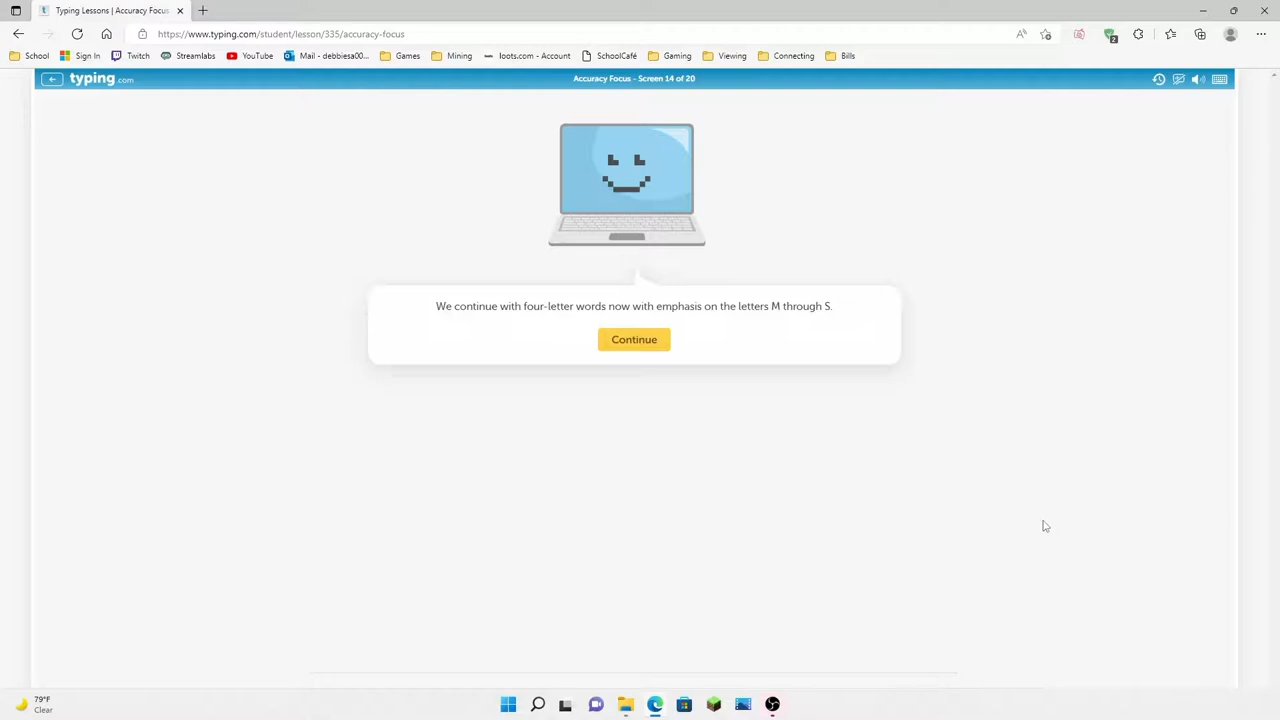 Typing Lessons | Accuracy Focus
https://www.typing.com/student/lesson/335/accuracy-focus
School Sign In Twitch Streamlabs YouTube Mail - debbiesa00... Games Mining loots.com - Account SchoolCafé Gaming Viewing Connecting Bills
typing.com Accuracy Focus - Screen 14 of 20
We continue with four-letter words now with emphasis on the letters M through S.
Continue
79°F
Clear